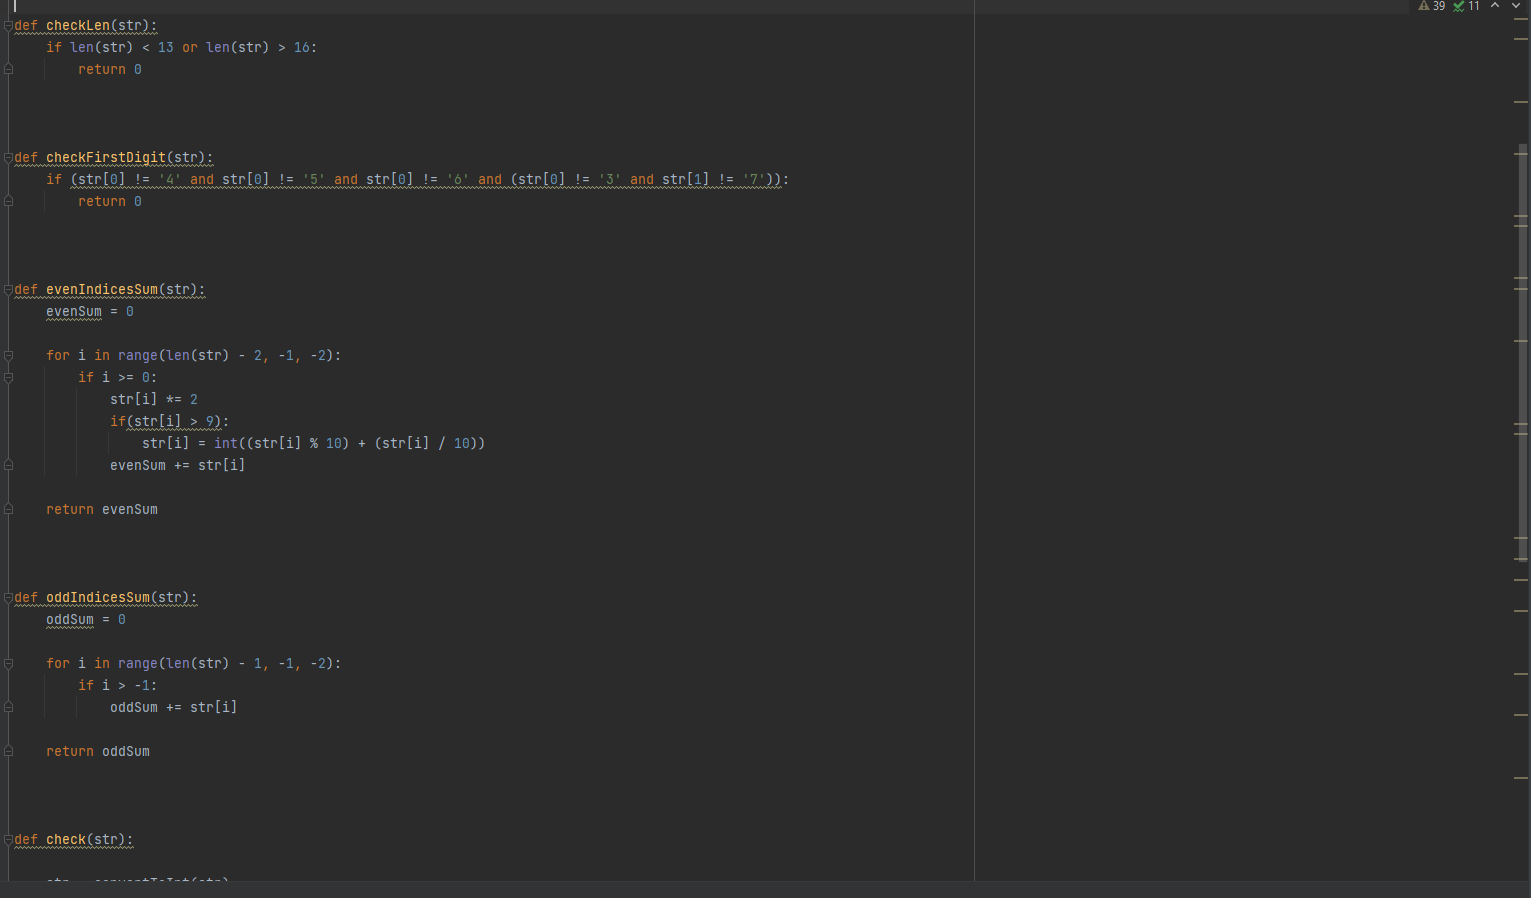 39 11
def checkLen(str):
    if len(str) < 13 or len(str) > 16:
        return 0
def checkFirstDigit(str):
    if (str[0] != '4' and str[0] != '5' and str[0] != '6' and (str[0] != '3' and str[1] != '7')):
        return 0
def evenIndicesSum(str):
    evenSum = 0
    for i in range(len(str) - 2, -1, -2):
        if i >= 0:
            str[i] *= 2
            if(str[i] > 9):
                str[i] = int((str[i] % 10) + (str[i] / 10))
            evenSum += str[i]
    return evenSum
def oddIndicesSum(str):
    oddSum = 0
    for i in range(len(str) - 1, -1, -2):
        if i > -1:
            oddSum += str[i]
    return oddSum
def check(str):